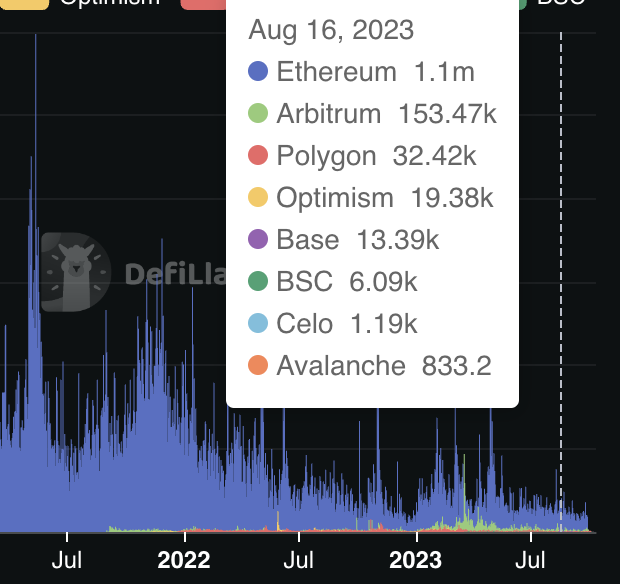 Optimism BSC
Aug 16, 2023
Ethereum 1.1m
Arbitrum 153.47k
Polygon 32.42k
Optimism 19.38k
Base 13.39k
BSC 6.09k
Celo 1.19k
Avalanche 833.2
DefiLla
Jul 2022 Jul 2023 Jul